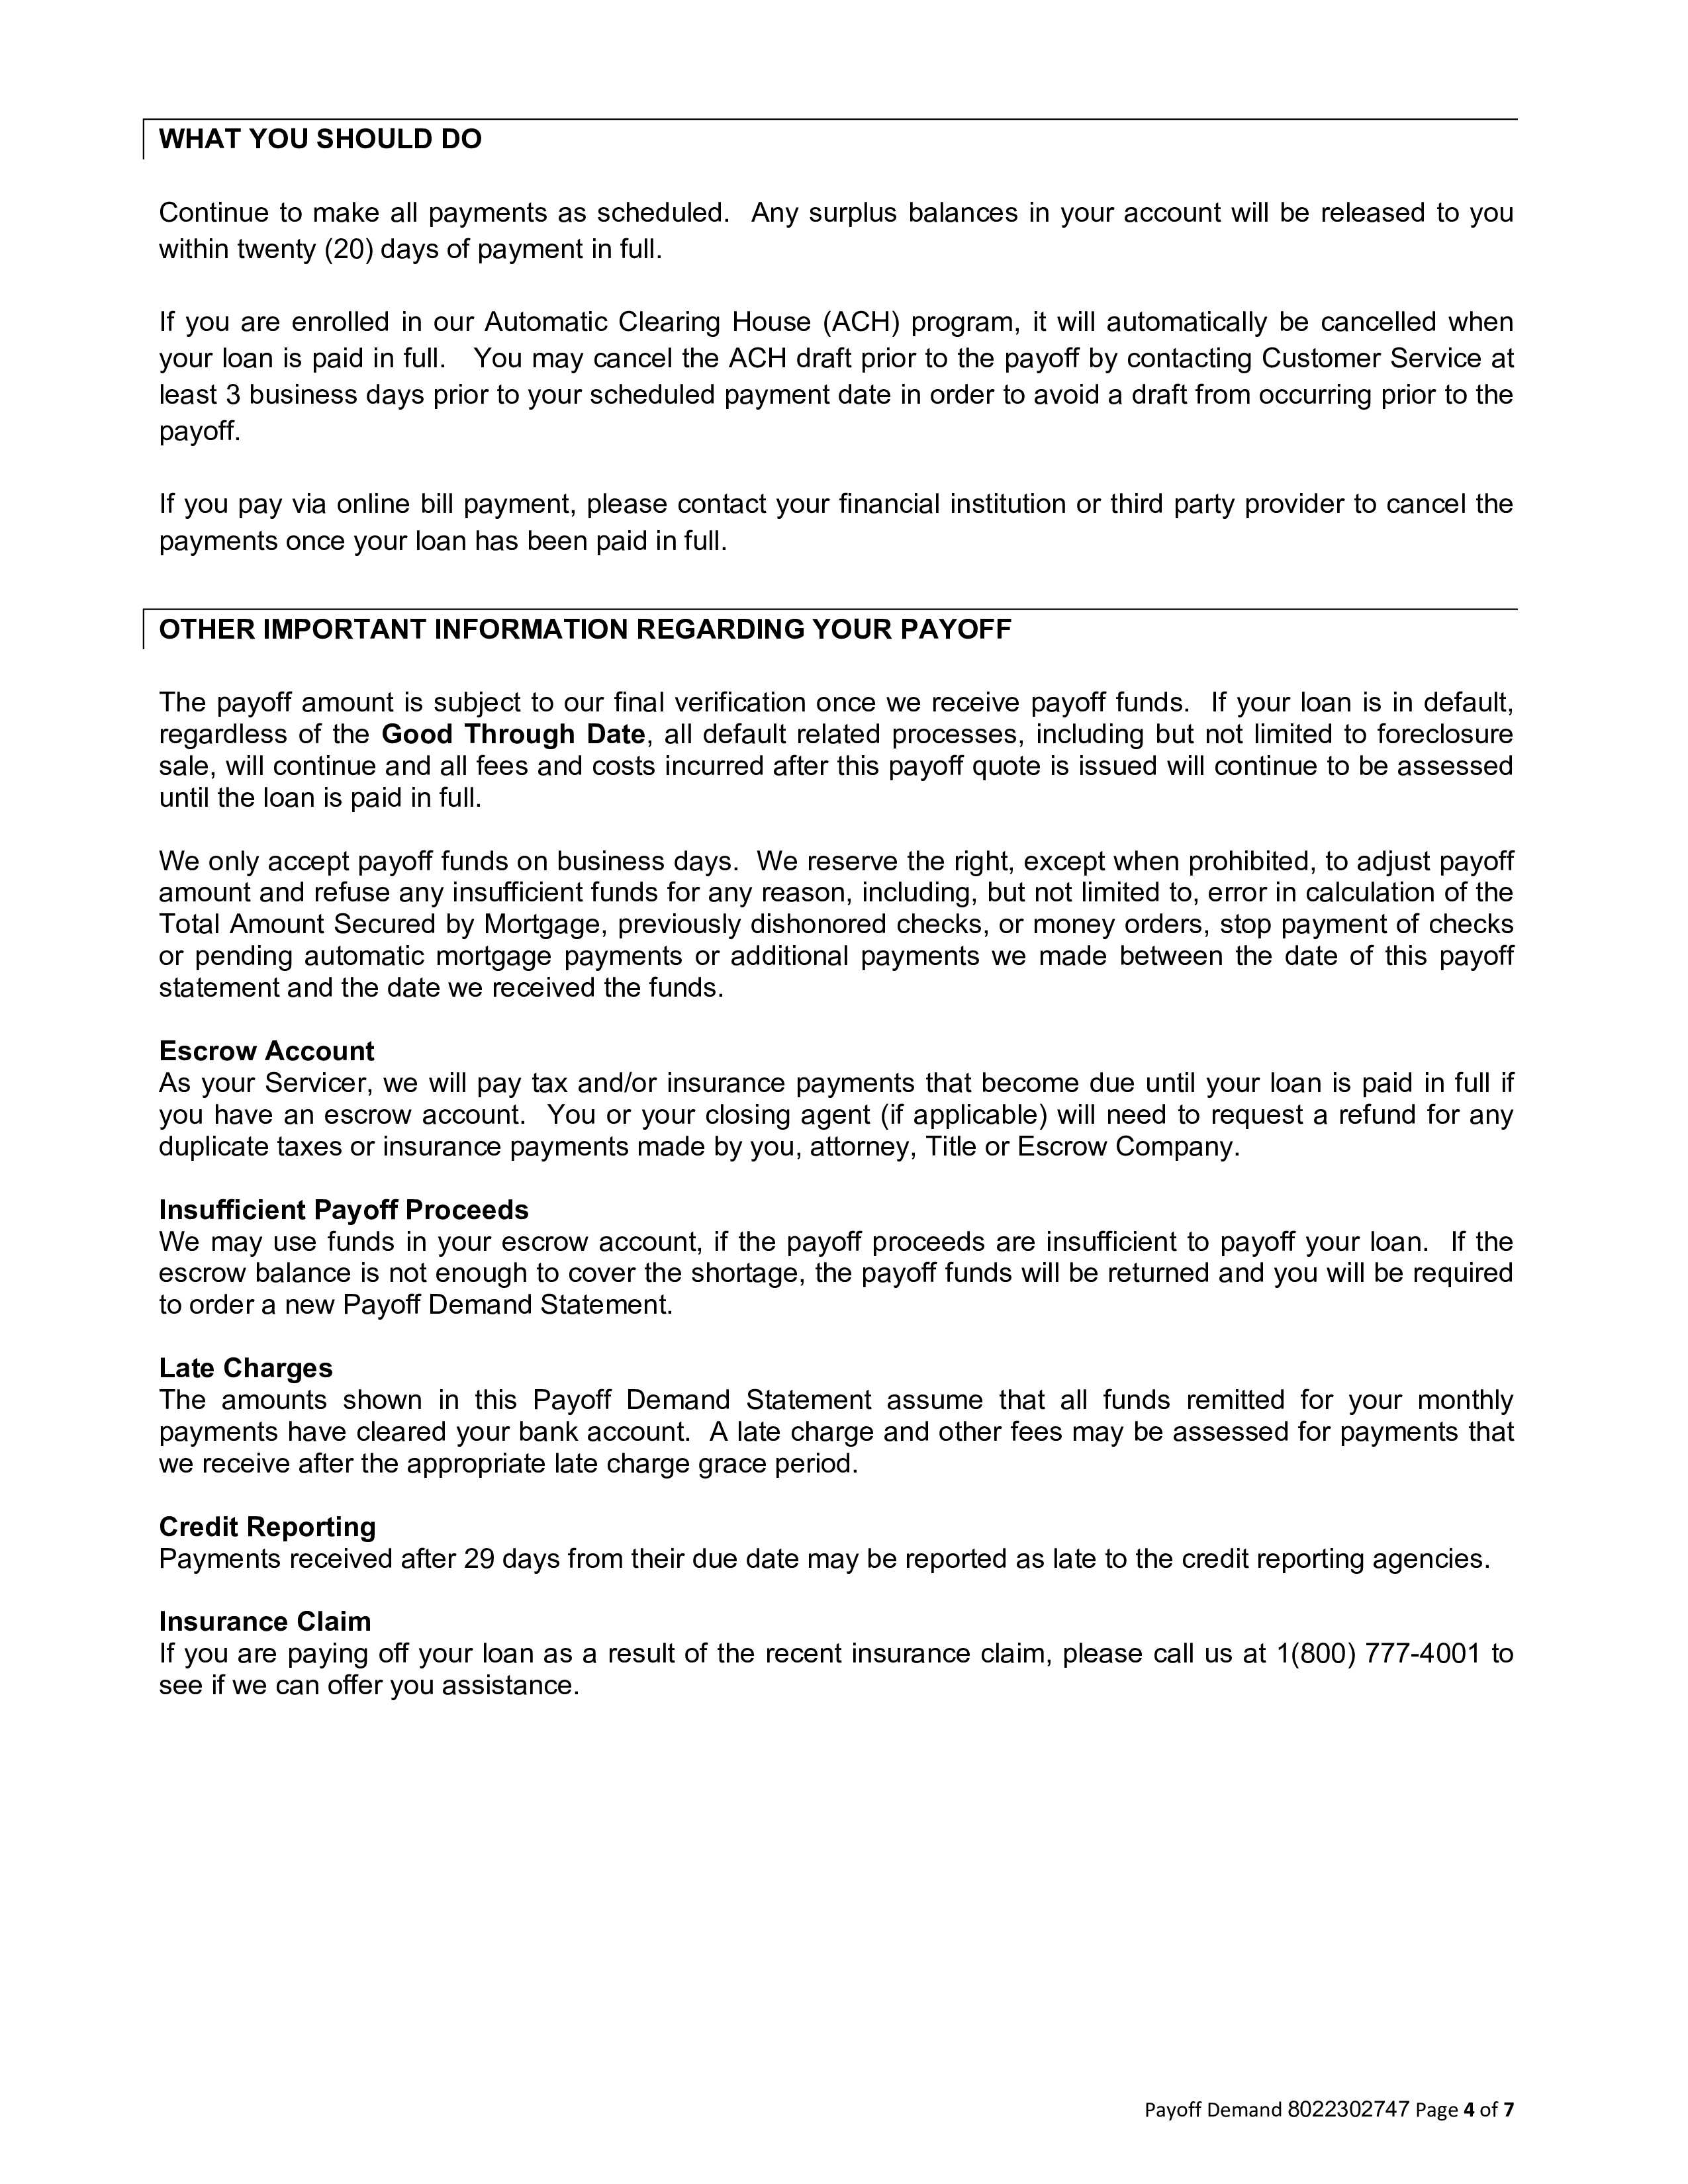 WHAT YOU SHOULD DO
Continue to make all payments as scheduled. Any surplus balances in your account will be released to you
within twenty (20) days of payment in full.
If you are enrolled in our Automatic Clearing House (ACH) program, it will automatically be cancelled when
your loan is paid in full. You may cancel the ACH draft prior to the payoff by contacting Customer Service at
least 3 business days prior to your scheduled payment date in order to avoid a draft from occurring prior to the
payoff.
If you pay via online bill payment, please contact your financial institution or third party provider to cancel the
payments once your loan has been paid in full.
OTHER IMPORTANT INFORMATION REGARDING YOUR PAYOFF
The payoff amount is subject to our final verification once we receive payoff funds. If your loan is in default,
regardless of the Good Through Date, all default related processes, including but not limited to foreclosure
sale, will continue and all fees and costs incurred after this payoff quote is issued will continue to be assessed
until the loan is paid in full.
We only accept payoff funds on business days. We reserve the right, except when prohibited, to adjust payoff
amount and refuse any insufficient funds for any reason, including, but not limited to, error in calculation of the
Total Amount Secured by Mortgage, previously dishonored checks, or money orders, stop payment of checks
or pending automatic mortgage payments or additional payments we made between the date of this payoff
statement and the date we received the funds.
Escrow Account
As your Servicer, we will pay tax and/or insurance payments that become due until your loan is paid in full if
you have an escrow account. You or your closing agent (if applicable) will need to request a refund for any
duplicate taxes or insurance payments made by you, attorney, Title or Escrow Company.
Insufficient Payoff Proceeds
We may use funds in your escrow account, if the payoff proceeds are insufficient to payoff your loan. If the
escrow balance is not enough to cover the shortage, the payoff funds will be returned and you will be required
to order a new Payoff Demand Statement.
Late Charges
The amounts shown in this Payoff Demand Statement assume that all funds remitted for your monthly
payments have cleared your bank account. A late charge and other fees may be assessed for payments that
we receive after the appropriate late charge grace period.
Credit Reporting
Payments received after 29 days from their due date may be reported as late to the credit reporting agencies.
Insurance Claim
If you are paying off your loan as a result of the recent insurance claim, please call us at 1(800) 777-4001 to
see if we can offer you assistance.
Payoff Demand 8022302747 Page 4 of 7